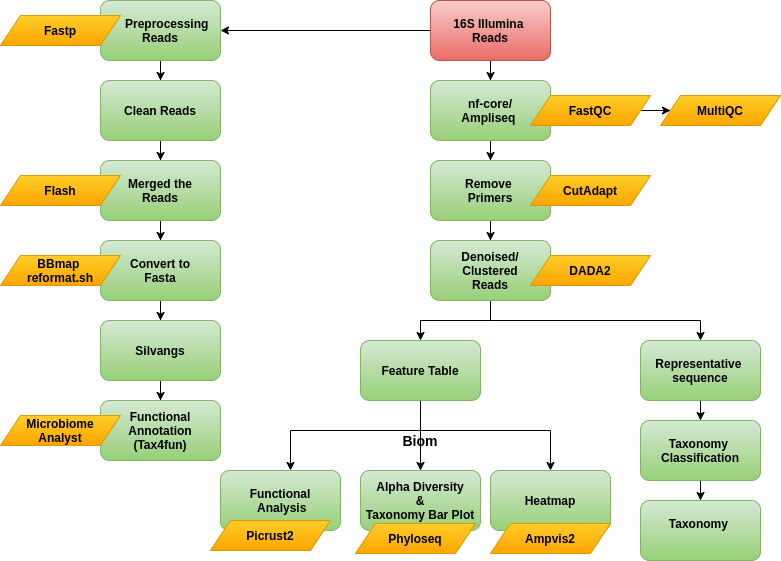 Fastp
Preprocessing
Reads
16S Illumina
Reads
Clean Reads
nf-core/
Ampliseq
FastQC
MultiQC
Flash
Merged the
Reads
Remove
Primers
CutAdapt
BBmap
reformat.sh
Convert to
Fasta
Denoised/
Clustered
Reads
DADA2
Silvangs
Feature Table
Representative
sequence
Microbiome
Analyst
Functional
Annotation
(Tax4fun)
Biom
Taxonomy
Classification
Functional
Analysis
Picrust2
Alpha Diversity
&
Taxonomy Bar Plot
Phyloseq
Heatmap
Ampvis2
Taxonomy